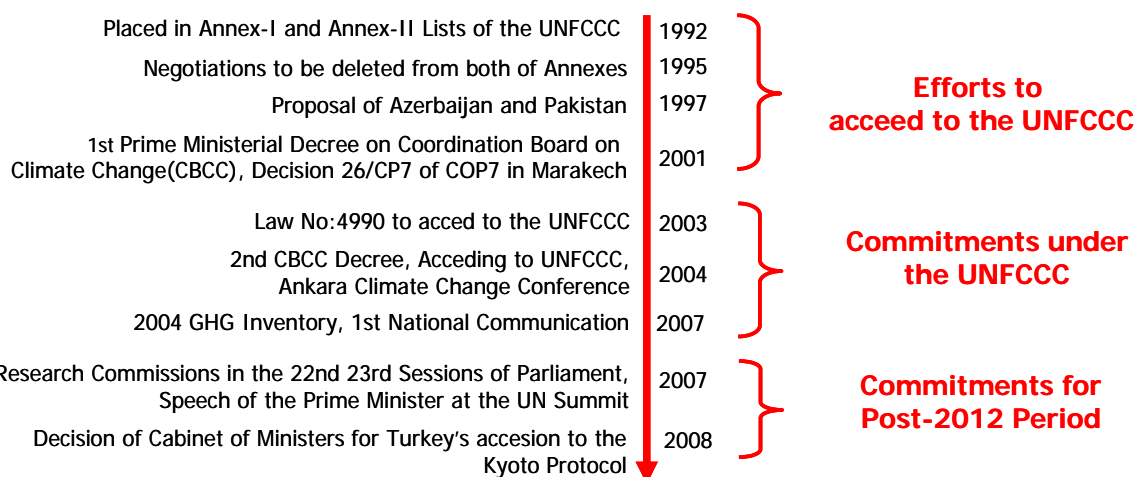 Placed in Annex-I and Annex-II Lists of the UNFCCC 1992
Negotiations to be deleted from both of Annexes 1995
Proposal of Azerbaijan and Pakistan 1997
1st Prime Ministerial Decree on Coordination Board on
Climate Change(CBCC), Decision 26/CP7 of COP7 in Marakech 2001
Efforts to
acceed to the UNFCCC
Law No:4990 to acced to the UNFCCC 2003
2nd CBCC Decree, Acceding to UNFCCC,
Ankara Climate Change Conference 2004
2004 GHG Inventory, 1st National Communication 2007
Commitments under
the UNFCCC
Research Commissions in the 22nd 23rd Sessions of Parliament,
Speech of the Prime Minister at the UN Summit 2007
Decision of Cabinet of Ministers for Turkey's accesion to the
Kyoto Protocol 2008
Commitments for
Post-2012 Period